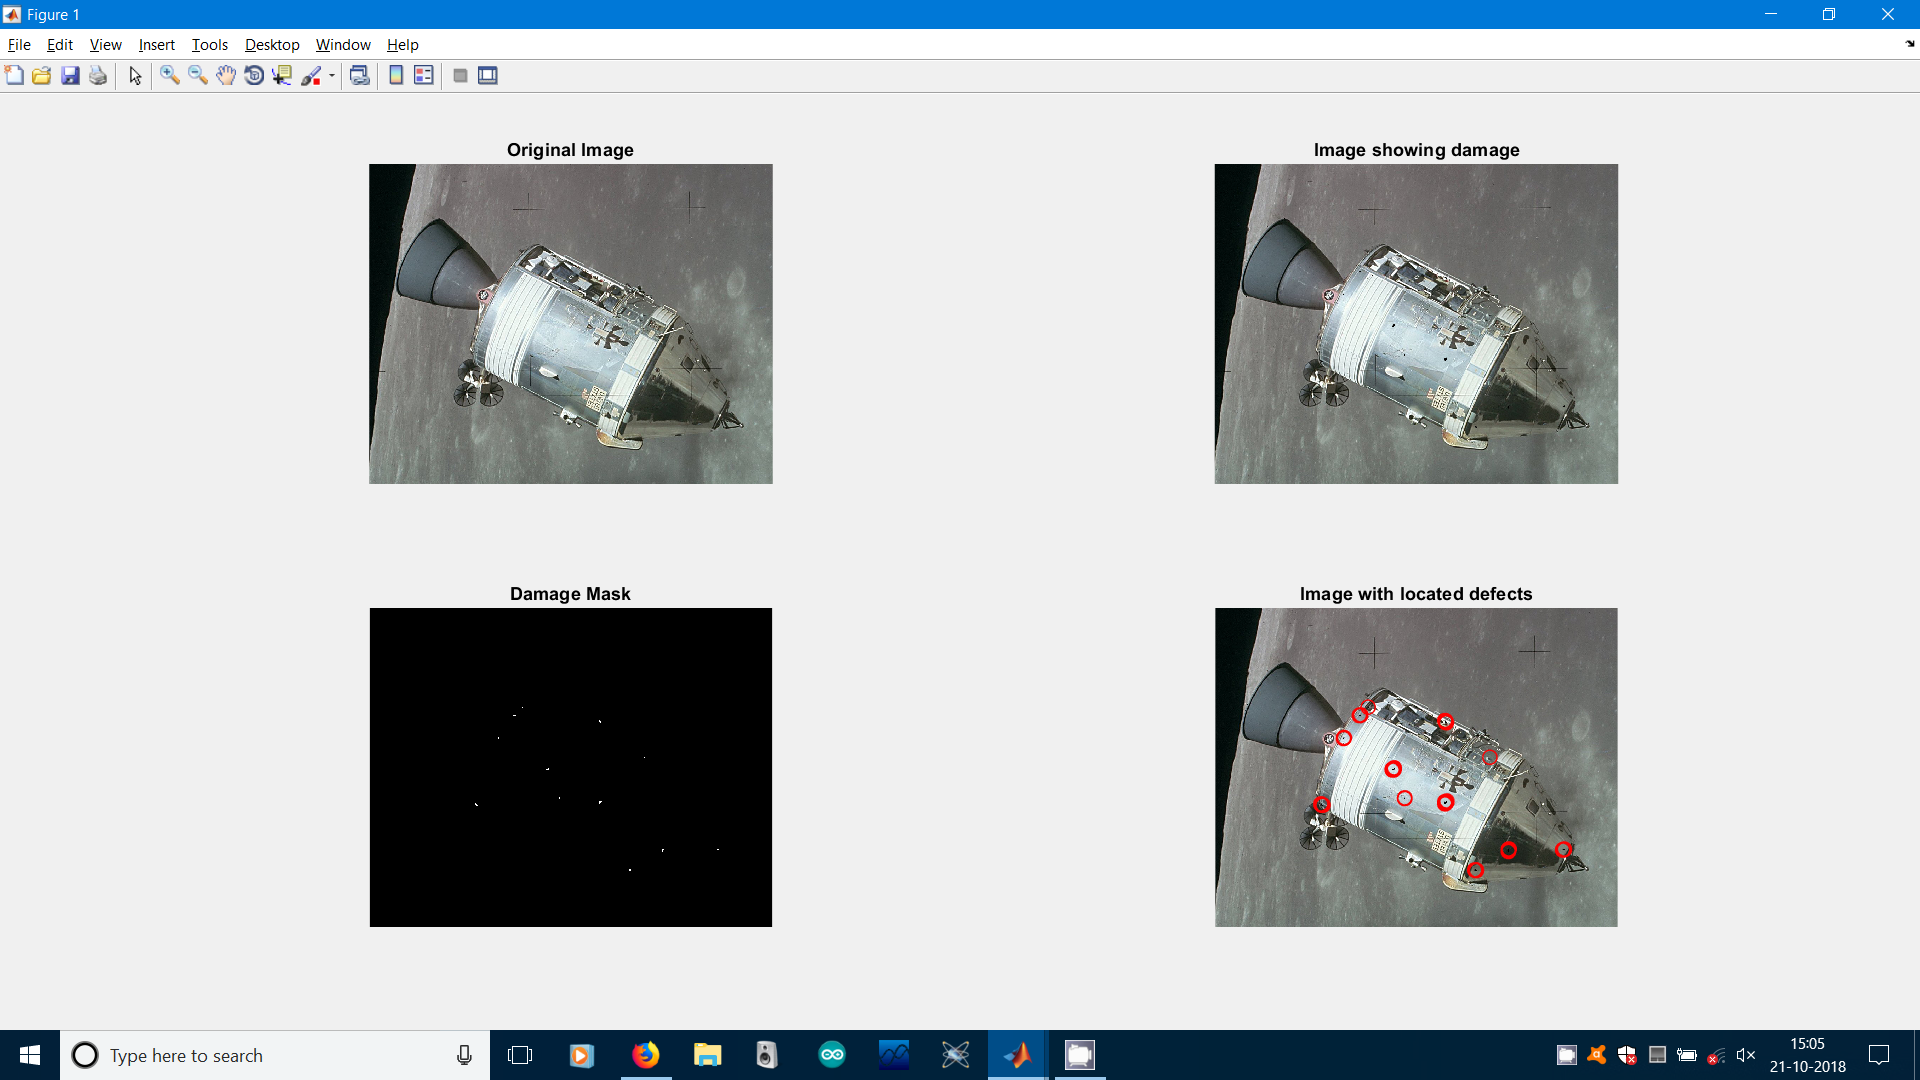 Figure 1
File Edit View Insert Tools Desktop Window Help
Original Image
Image showing damage
Damage Mask
Image with located defects
Type here to search
15:05
21-10-2018